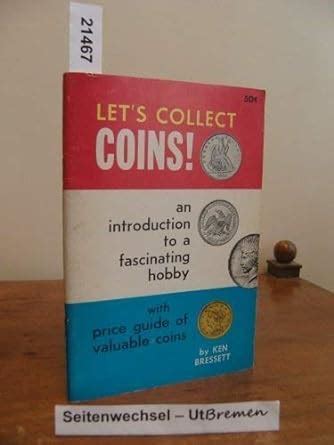 21467
50¢
LET'S COLLECT
COINS!
an
introduction
to a
fascinating
hobby
with
price guide of
valuable coins
by KEN
BRESSETT
Seitenwechsel – UtBremen